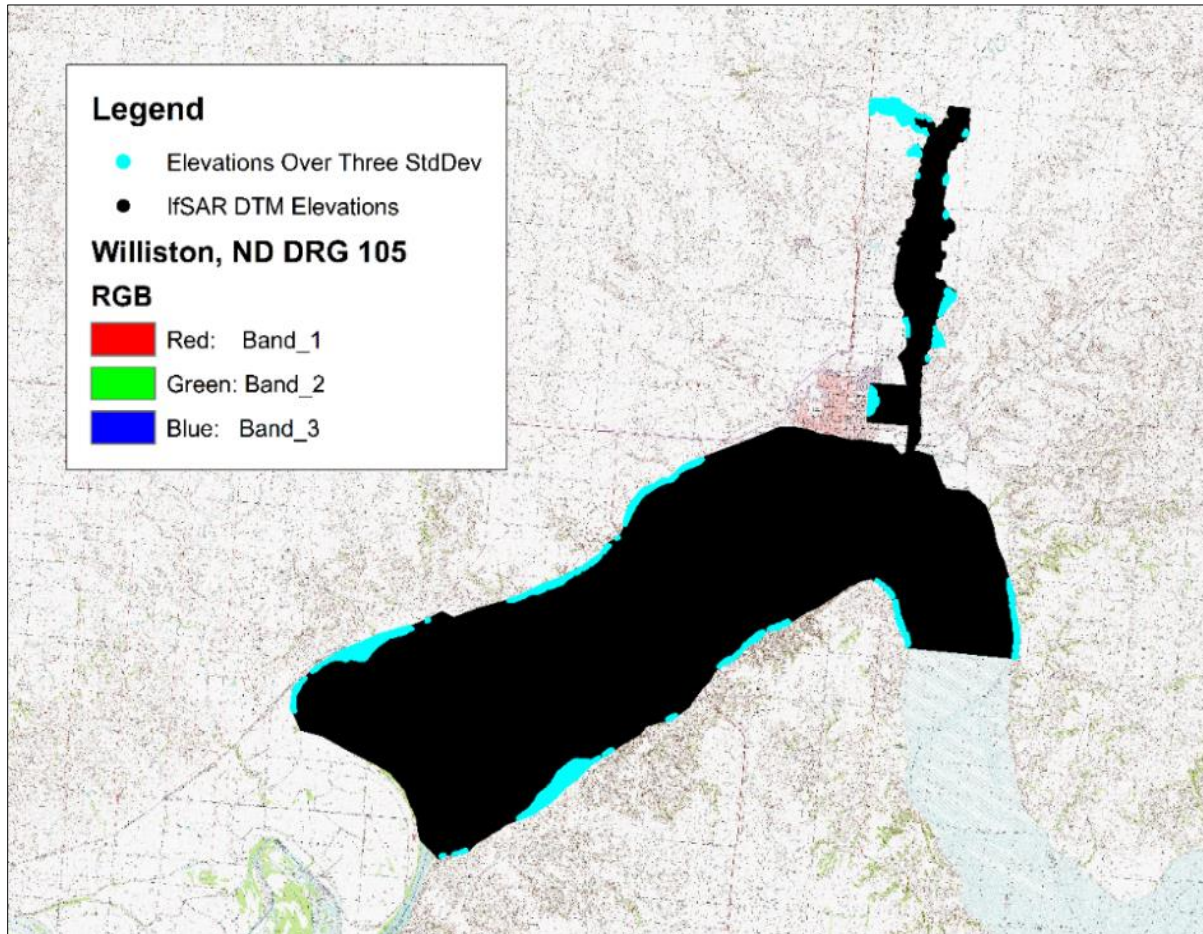 Legend
Elevations Over Three StdDev
IfSAR DTM Elevations
Williston, ND DRG 105
RGB
Red: Band_1
Green: Band_2
Blue: Band_3